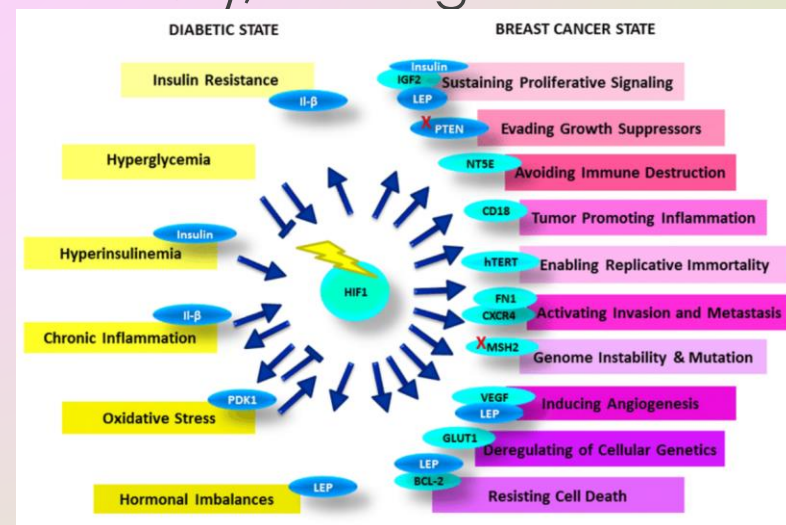 DIABETIC STATE
Insulin Resistance
Il-β
Hyperglycemia
Insulin
Hyperinsulinemia
Il-β
Chronic Inflammation
PDK1
Oxidative Stress
LEP
Hormonal Imbalances
HIF1
BREAST CANCER STATE
Insulin
IGF2
Sustaining Proliferative Signaling
LEP
X
PTEN
Evading Growth Suppressors
NT5E
Avoiding Immune Destruction
CD18
Tumor Promoting Inflammation
hTERT
Enabling Replicative Immortality
FN1
CXCR4
Activating Invasion and Metastasis
X
MSH2
Genome Instability & Mutation
VEGF
Inducing Angiogenesis
LEP
GLUT1
Deregulating of Cellular Genetics
LEP
BCL-2
Resisting Cell Death